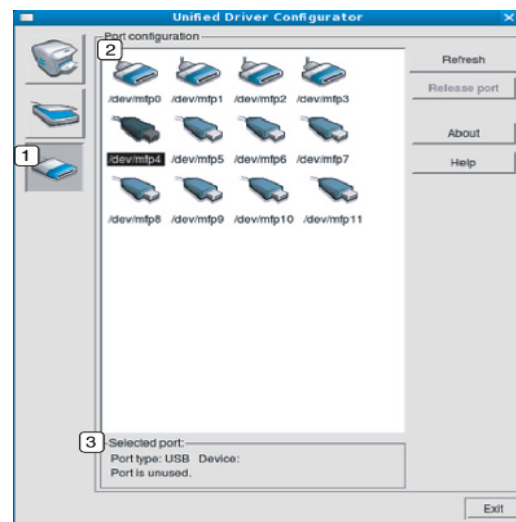 Unified Driver Configurator
Port configuration
2
/dev/mfp0 /dev/mfp1 /dev/mfp2 /dev/mfp3
/dev/mfp4 /dev/mfp5 /dev/mfp6 /dev/mfp7
/dev/mfp8 /dev/mfp9 /dev/mfp10 /dev/mfp11
Refresh
Release port
About
Help
1
3
Selected port:
Port type: USB Device:
Port is unused.
Exit